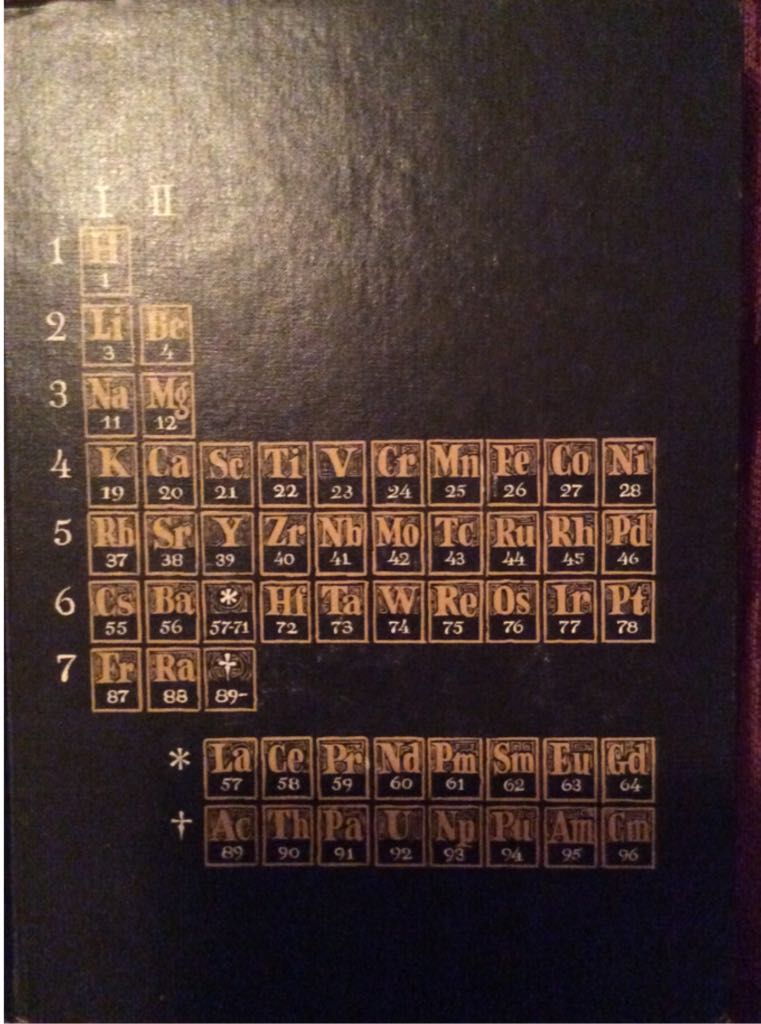 I II
1 H
1
2 Li Be
3 4
3 Na Mg
11 12
4 K Ca Sc Ti V Cr Mn Fe Co Ni
19 20 21 22 23 24 25 26 27 28
5 Rb Sr Y Zr Nb Mo Tc Ru Rh Pd
37 38 39 40 41 42 43 44 45 46
6 Cs Ba * Hf Ta W Re Os Ir Pt
55 56 57-71 72 73 74 75 76 77 78
7 Fr Ra †
87 88 89-
* La Ce Pr Nd Pm Sm Eu Gd
57 58 59 60 61 62 63 64
† Ac Th Pa U Np Pu Am Cm
89 90 91 92 93 94 95 96